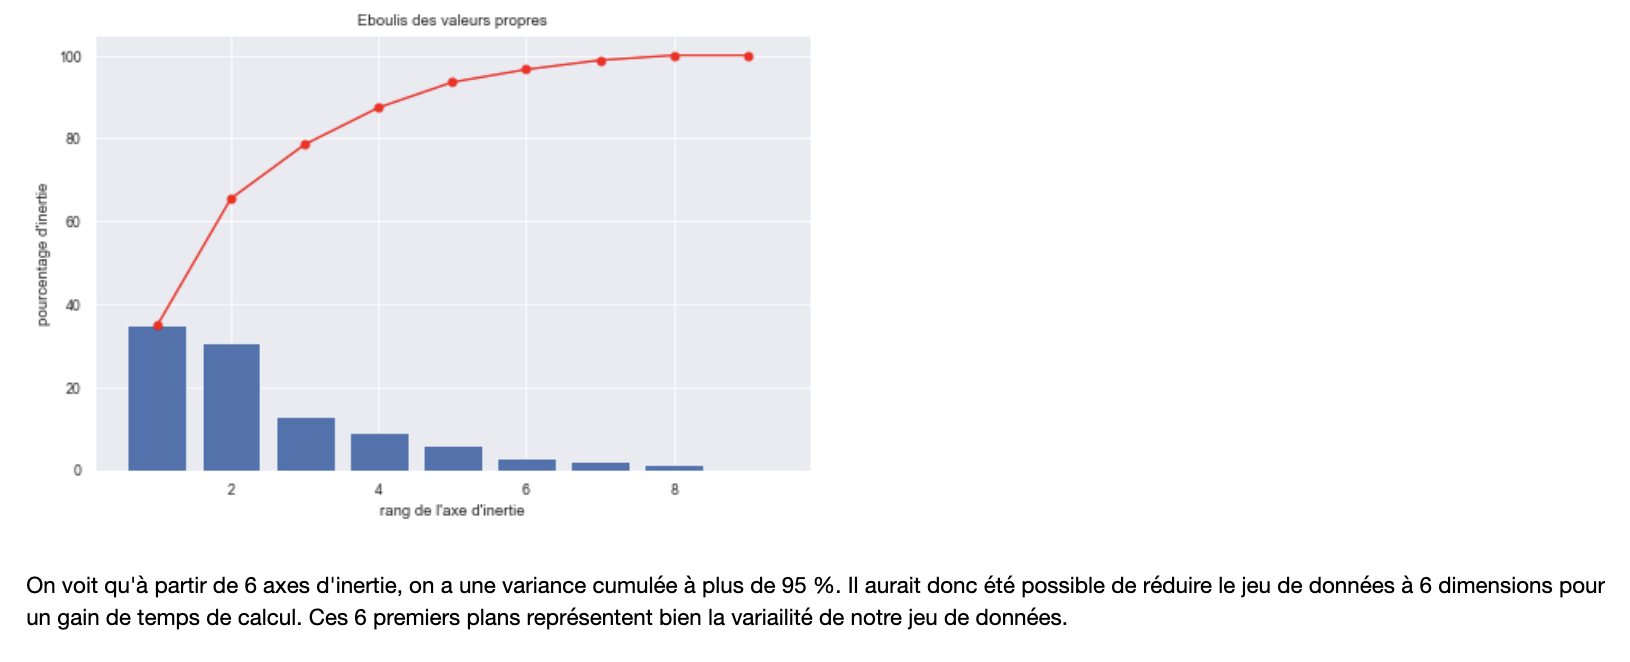 Eboulis des valeurs propres
100
80
60
40
20
0
pourcentage d'inertie
2 4 6 8
rang de l'axe d'inertie
On voit qu'à partir de 6 axes d'inertie, on a une variance cumulée à plus de 95 %. Il aurait donc été possible de réduire le jeu de données à 6 dimensions pour
un gain de temps de calcul. Ces 6 premiers plans représentent bien la variailité de notre jeu de données.